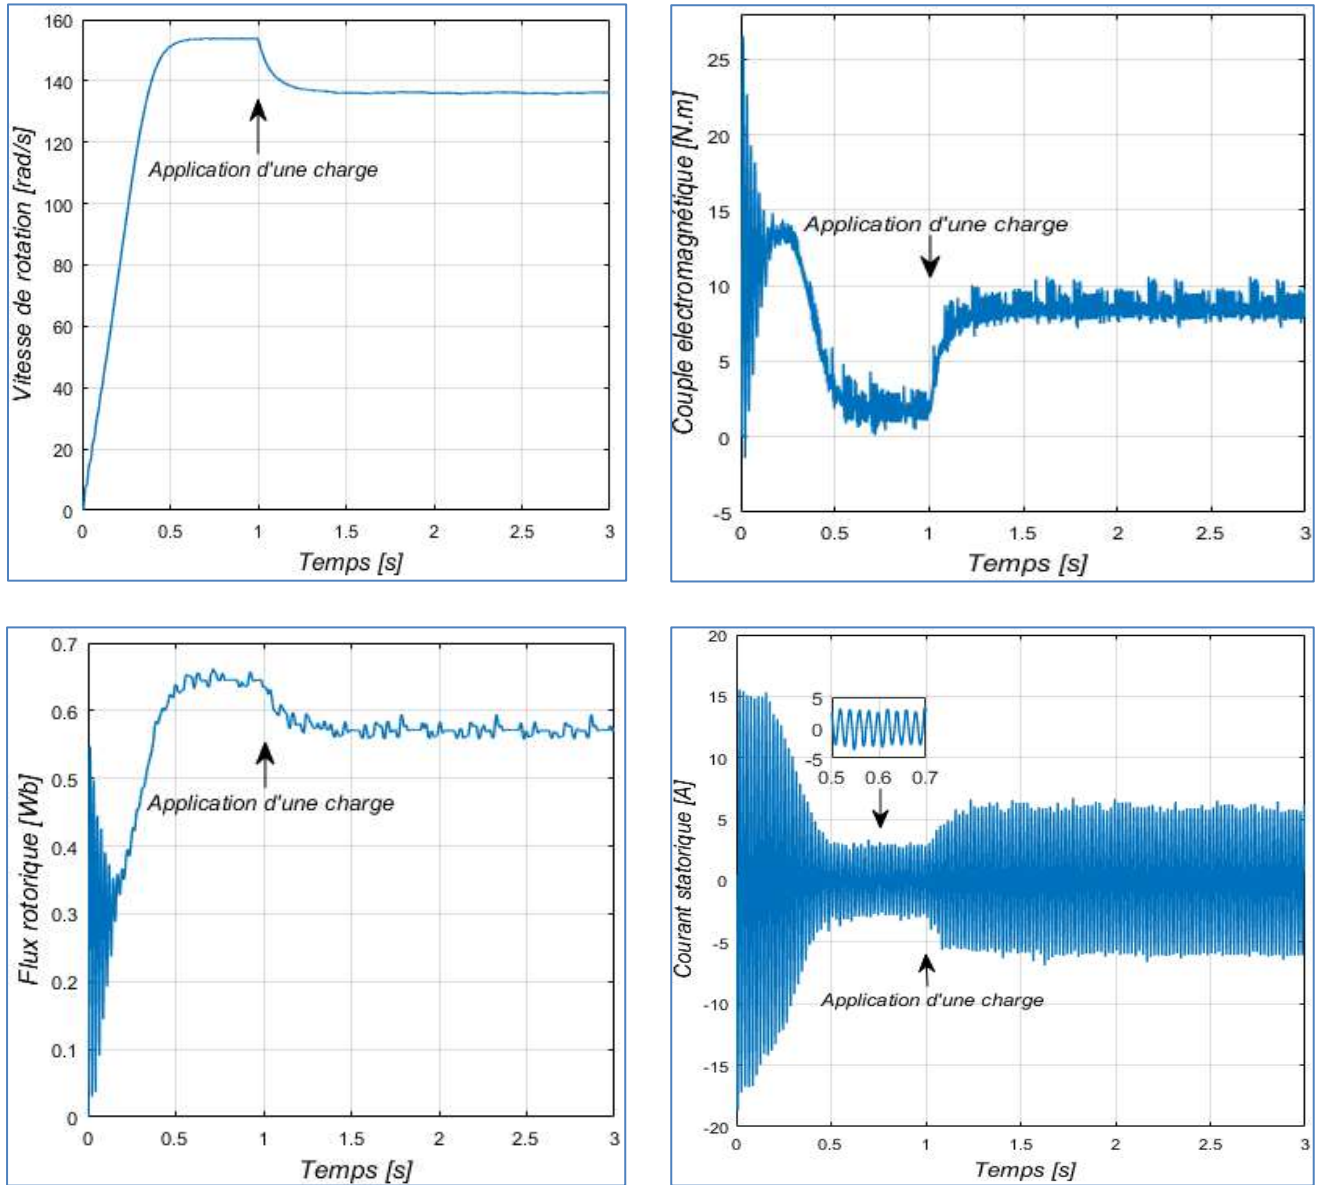 160
140
120
100
80
60
40
20
0
0 0.5 1 1.5 2 2.5 3
Vitesse de rotation [rad/s]
Temps [s]
Application d'une charge
25
20
15
10
5
0
-5
0 0.5 1 1.5 2 2.5 3
Couple electromagnétique [N.m]
Temps [s]
Application d'une charge
0.7
0.6
0.5
0.4
0.3
0.2
0.1
0
0 0.5 1 1.5 2 2.5 3
Flux rotorique [Wb]
Temps [s]
Application d'une charge
20
15
10
5
0
-5
-10
-15
-20
0 0.5 1 1.5 2 2.5 3
Courant statorique [A]
Temps [s]
5
0
-5
0.5 0.6 0.7
Application d'une charge